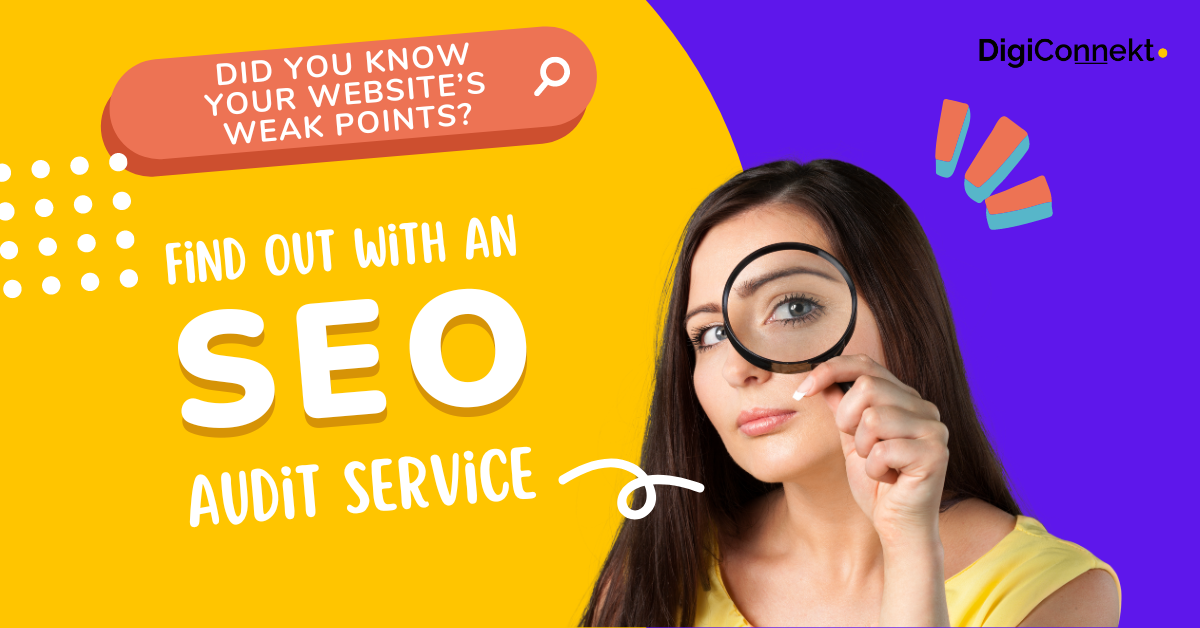 DID YOU KNOW
YOUR WEBSITE'S
WEAK POINTS?
DigiConnekt
FiND OUT WiTH AN
SEO
AUDiT SERViCE